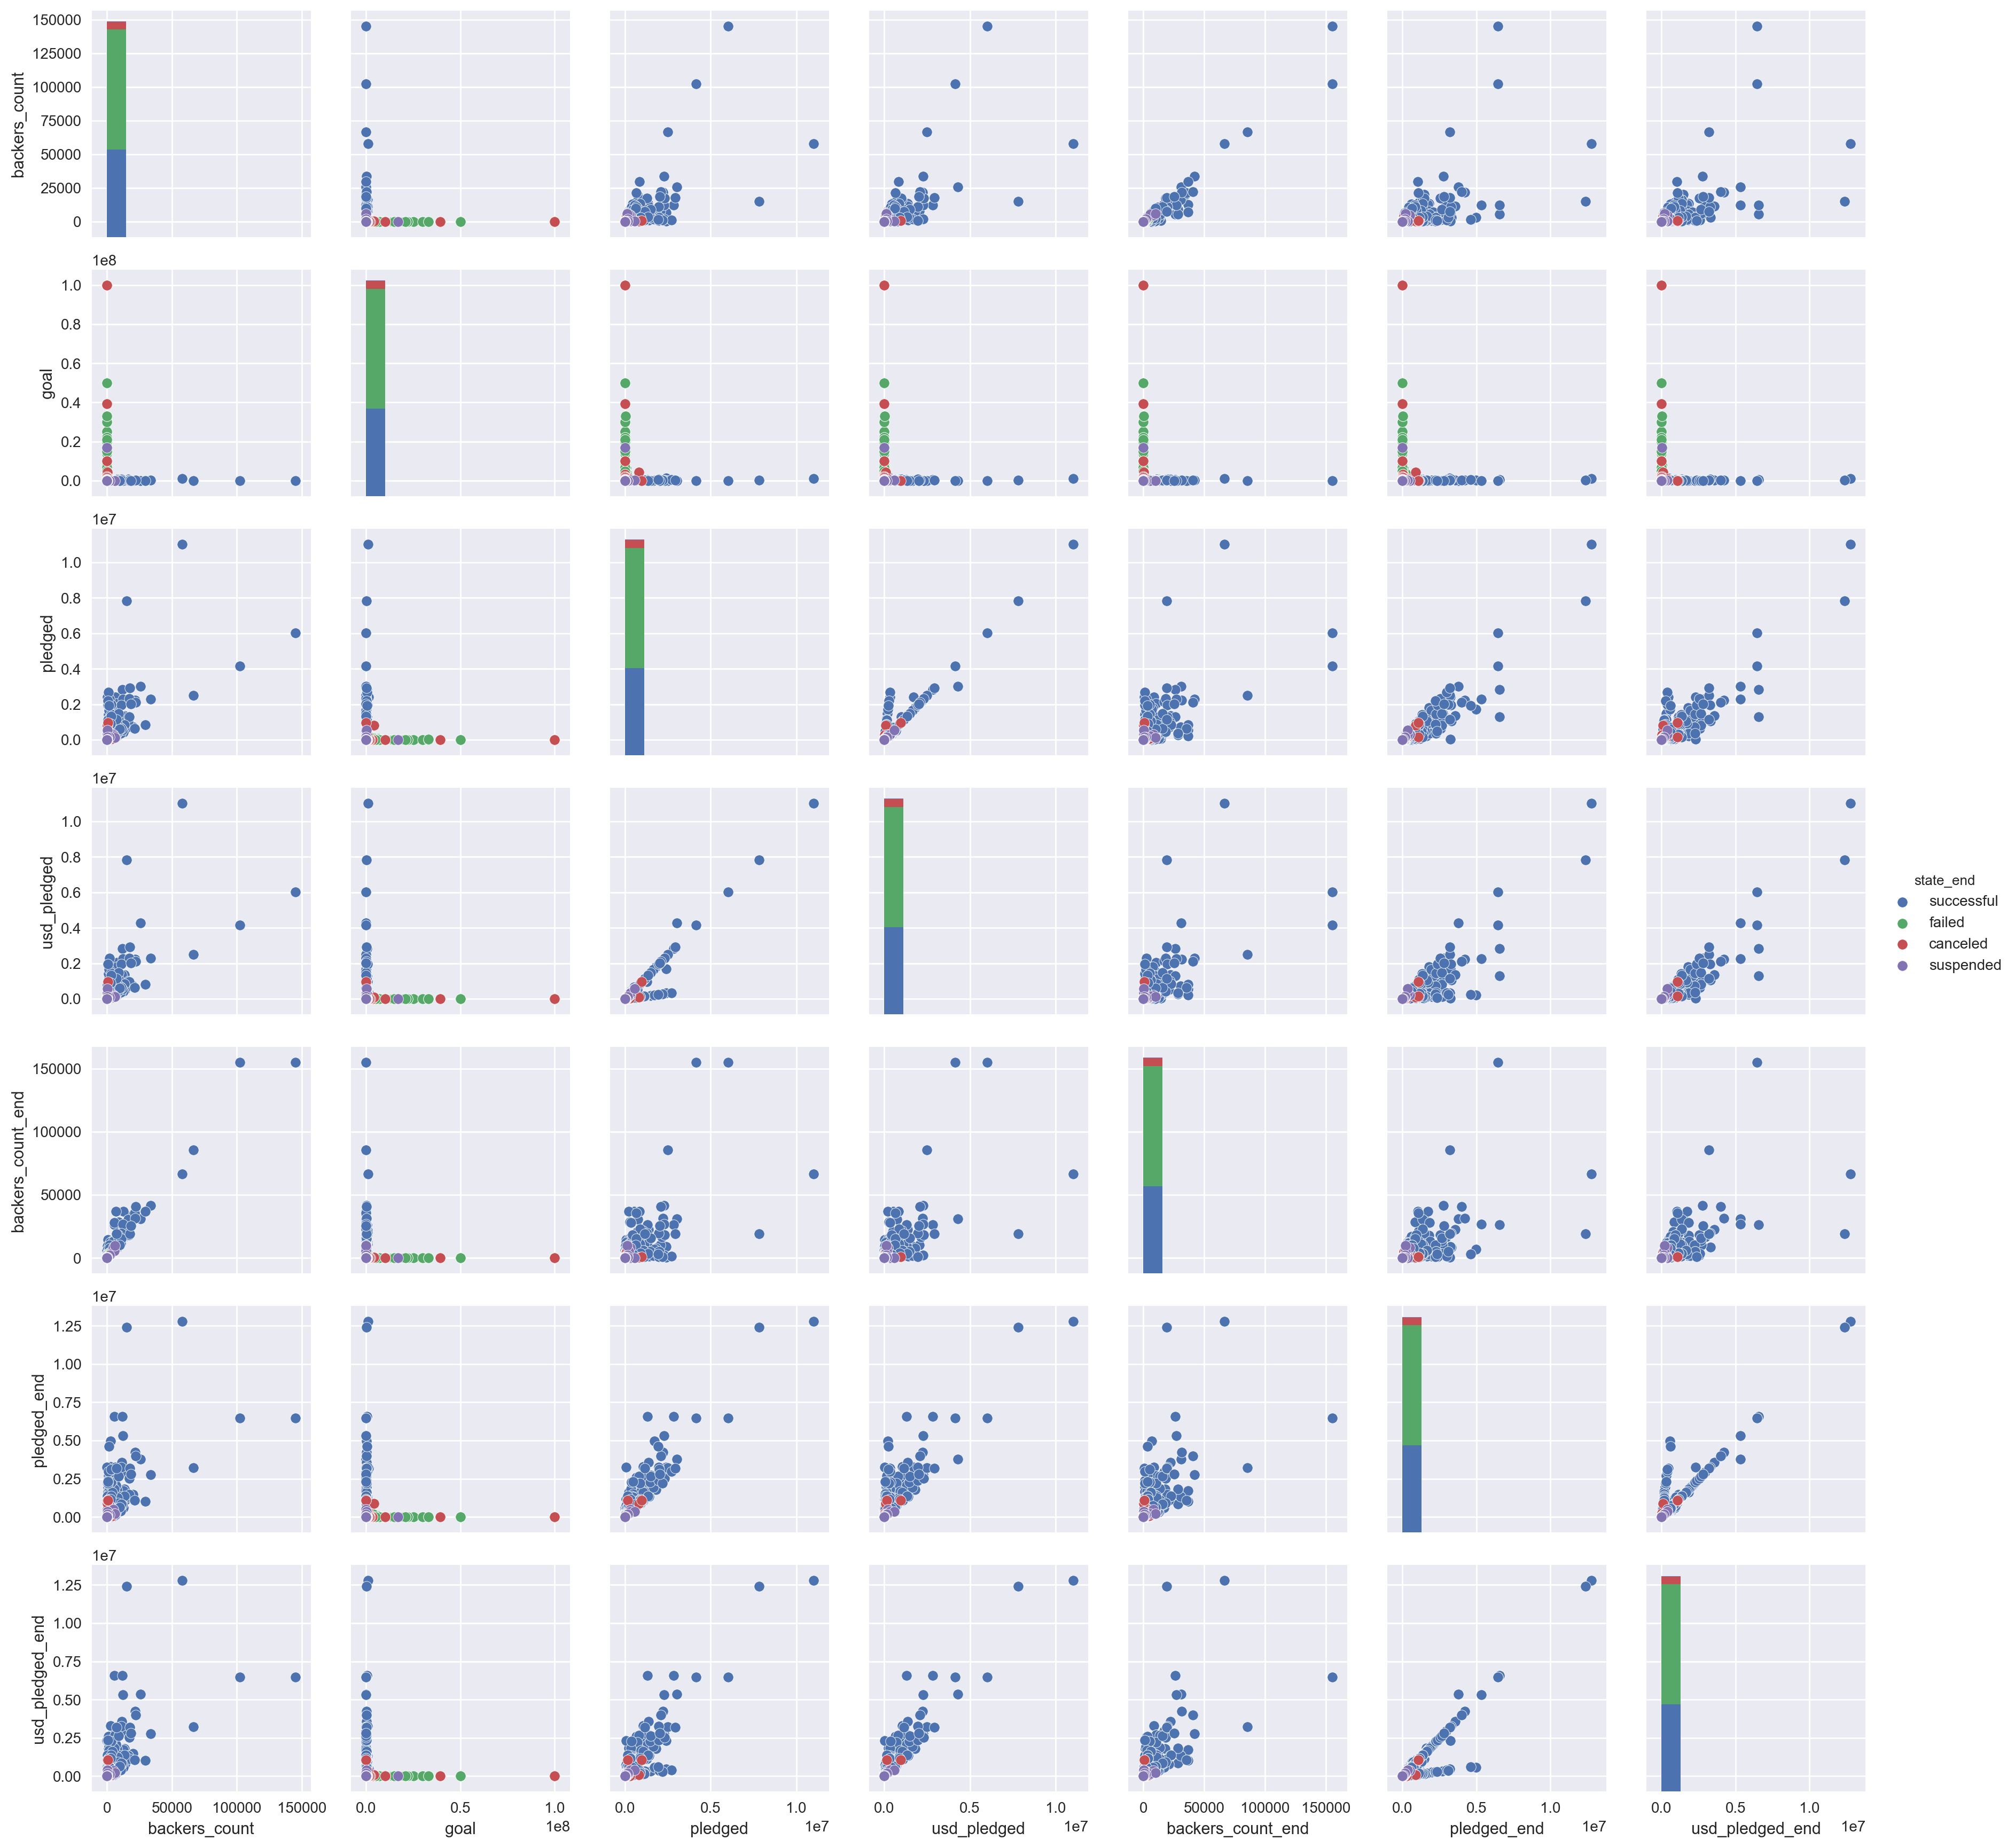 150000
125000
100000
75000
50000
25000
0
backers_count
1e8
1.0
0.8
0.6
0.4
0.2
0.0
goal
1e7
1.0
0.8
0.6
0.4
0.2
0.0
pledged
1e7
1.0
0.8
0.6
0.4
0.2
0.0
usd_pledged
state_end
successful
failed
canceled
suspended
150000
100000
50000
0
backers_count_end
1e7
1.25
1.00
0.75
0.50
0.25
0.00
pledged_end
1e7
1.25
1.00
0.75
0.50
0.25
0.00
usd_pledged_end
0 50000 100000 150000
backers_count
0.0 0.5 1.0
goal 1e8
0.0 0.5 1.0
pledged 1e7
0.0 0.5 1.0
usd_pledged 1e7
0 50000 100000 150000
backers_count_end
0.0 0.5 1.0
pledged_end 1e7
0.0 0.5 1.0
usd_pledged_end 1e7